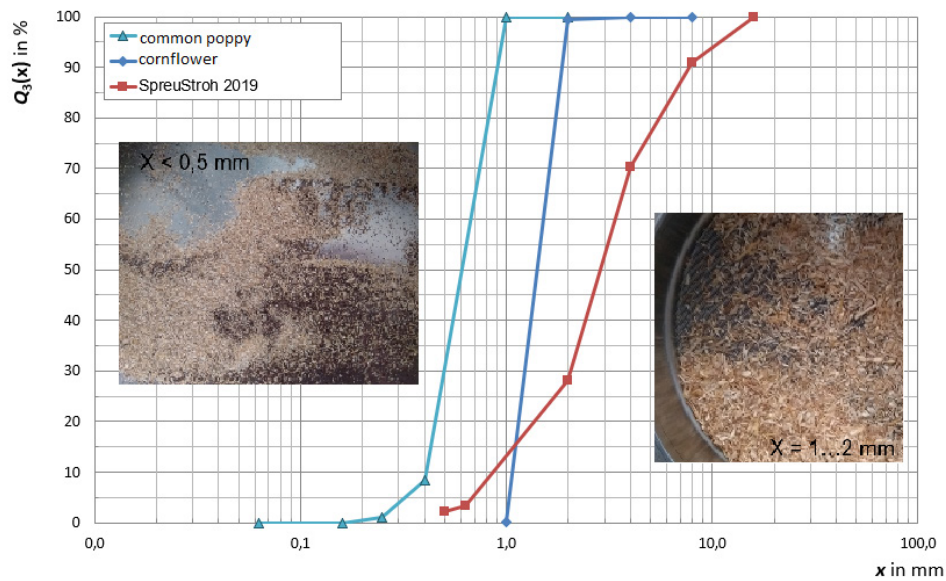 Q3(x) in %
100
90
80
70
60
50
40
30
20
10
0
common poppy
cornflower
SpreuStroh 2019
X < 0,5 mm
X = 1...2 mm
0,0
0,1
1,0
10,0
100,0
x in mm